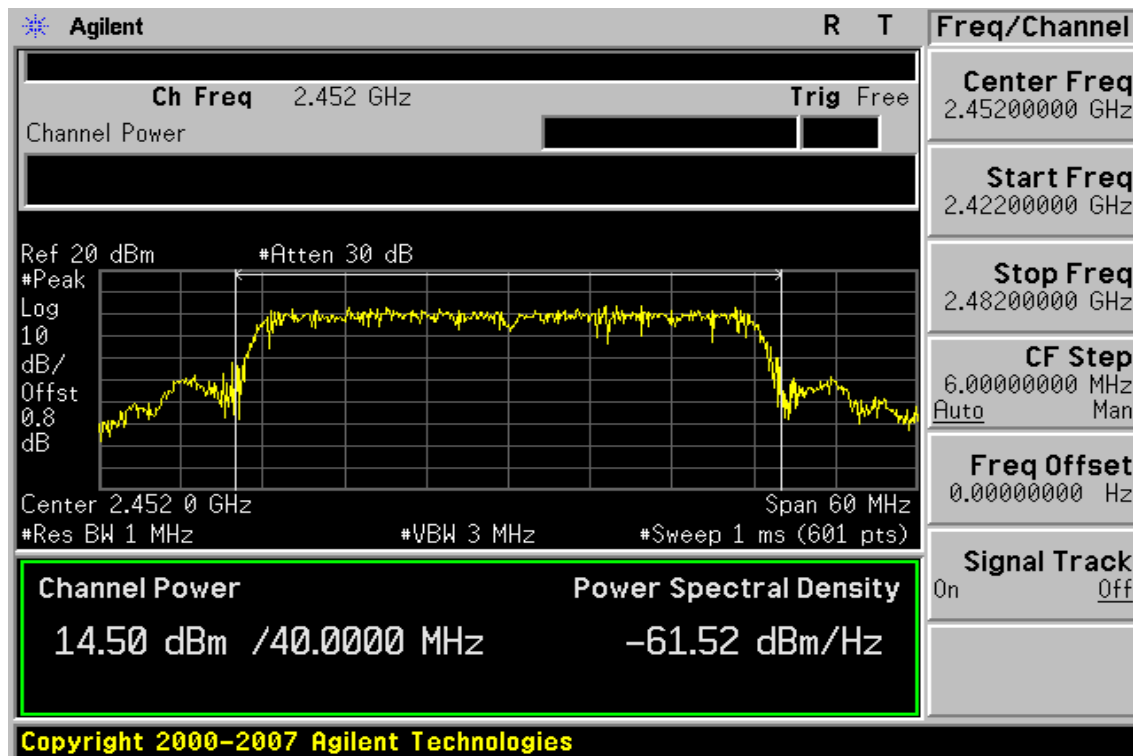 Agilent R T
Freq/Channel
Ch Freq 2.452 GHz Trig Free
Channel Power
Center Freq
2.45200000 GHz
Start Freq
2.42200000 GHz
Stop Freq
2.48200000 GHz
CF Step
6.00000000 MHz
Auto Man
Freq Offset
0.00000000 Hz
Signal Track
On Off
Ref 20 dBm #Atten 30 dB
#Peak
Log
10
dB/
Offst
0.8
dB
Center 2.452 0 GHz Span 60 MHz
#Res BW 1 MHz #VBW 3 MHz #Sweep 1 ms (601 pts)
Channel Power Power Spectral Density
14.50 dBm /40.0000 MHz -61.52 dBm/Hz
Copyright 2000-2007 Agilent Technologies